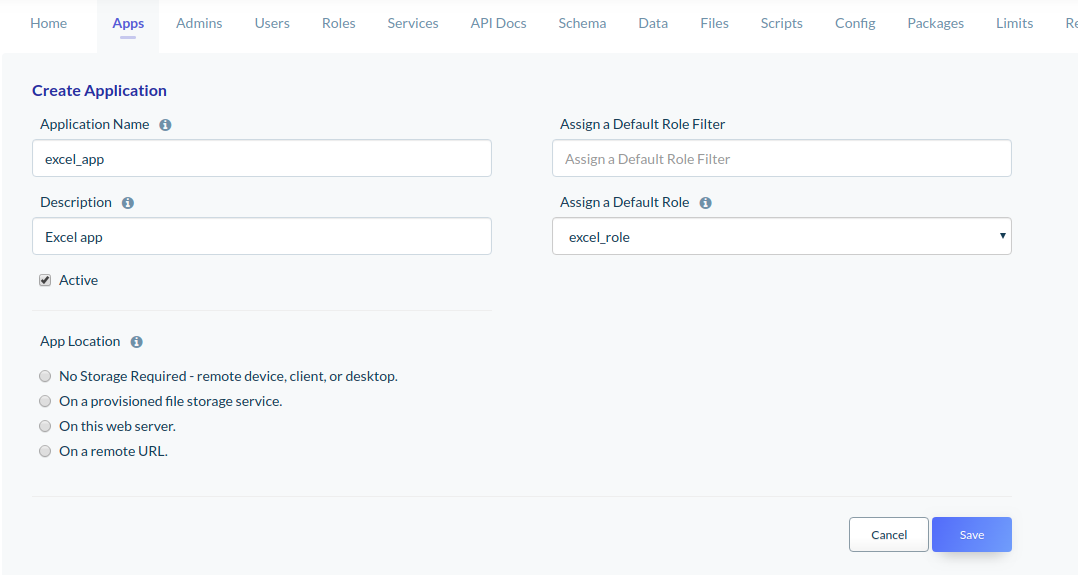 Home Apps Admins Users Roles Services API Docs Schema Data Files Scripts Config Packages Limits
Create Application
Application Name
excel_app
Description
Excel app
Active
Assign a Default Role Filter
Assign a Default Role Filter
Assign a Default Role
excel_role
App Location
No Storage Required - remote device, client, or desktop.
On a provisioned file storage service.
On this web server.
On a remote URL.
Cancel Save